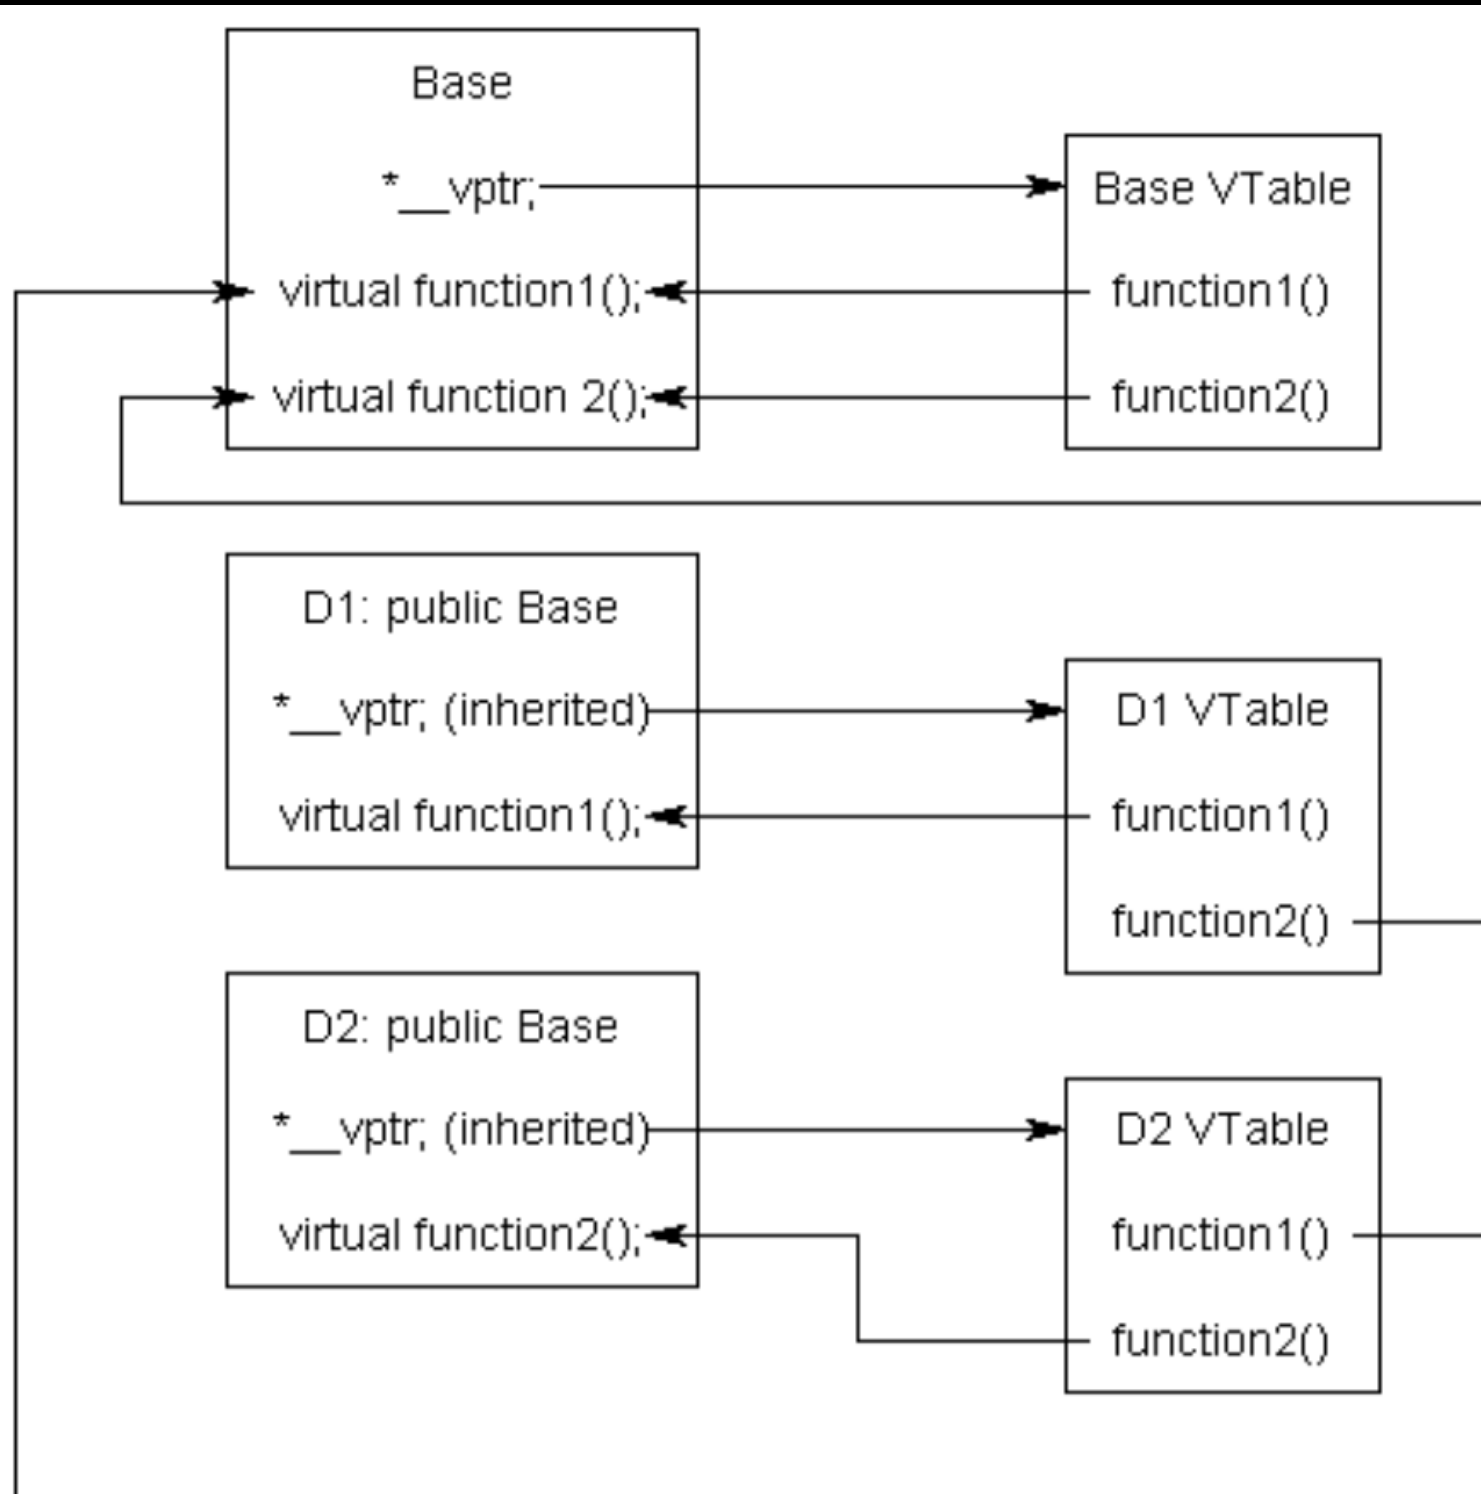 Base
*__vptr;
virtual function1();
virtual function 2();
Base VTable
function1()
function2()
D1: public Base
*__vptr; (inherited)
virtual function1();
D1 VTable
function1()
function2()
D2: public Base
*__vptr; (inherited)
virtual function2();
D2 VTable
function1()
function2()